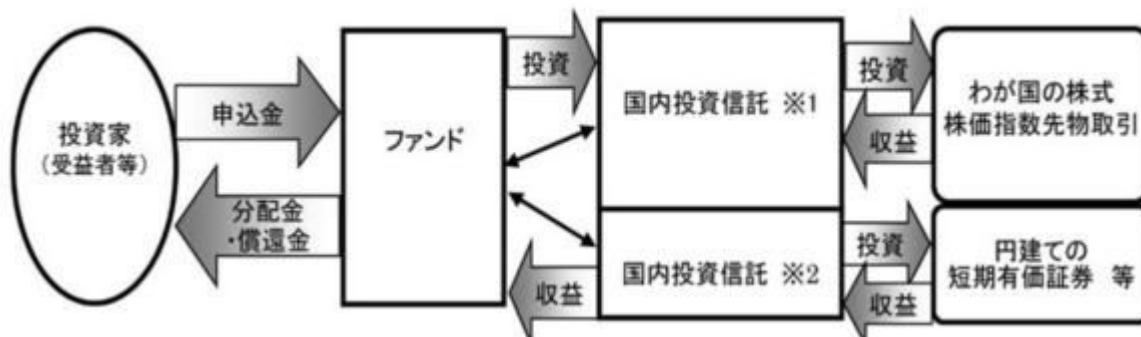 投資家
(受益者等)
申込金
分配金
・償還金
ファンド
投資
収益
国内投資信託 ※1
国内投資信託 ※2
投資
収益
投資
収益
わが国の株式
株価指数先物取引
円建ての
短期有価証券 等